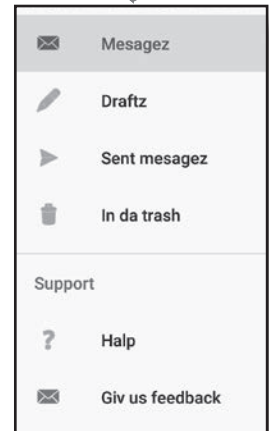 Mesagez
Draftz
Sent mesagez
In da trash
Support
Halp
Giv us feedback